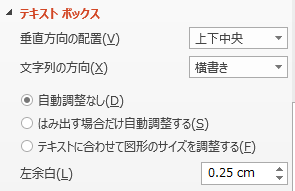 テキスト ボックス
垂直方向の配置(V) 上下中央
文字列の方向(X) 横書き
自動調整なし(D)
はみ出す場合だけ自動調整する(S)
テキストに合わせて図形のサイズを調整する(F)
左余白(L) 0.25 cm